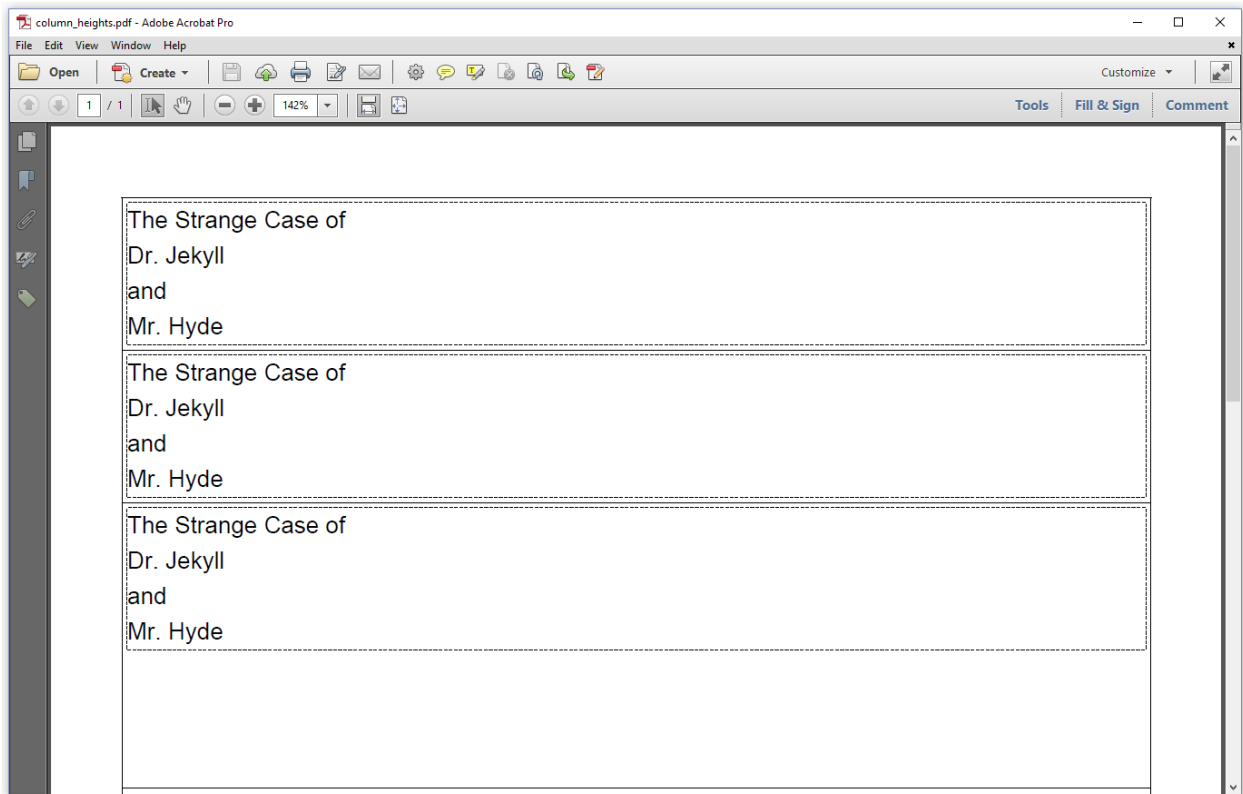 column_heights.pdf - Adobe Acrobat Pro
File Edit View Window Help
Open Create Customize
1 / 1 142% Tools Fill & Sign Comment
The Strange Case of
Dr. Jekyll
and
Mr. Hyde
The Strange Case of
Dr. Jekyll
and
Mr. Hyde
The Strange Case of
Dr. Jekyll
and
Mr. Hyde